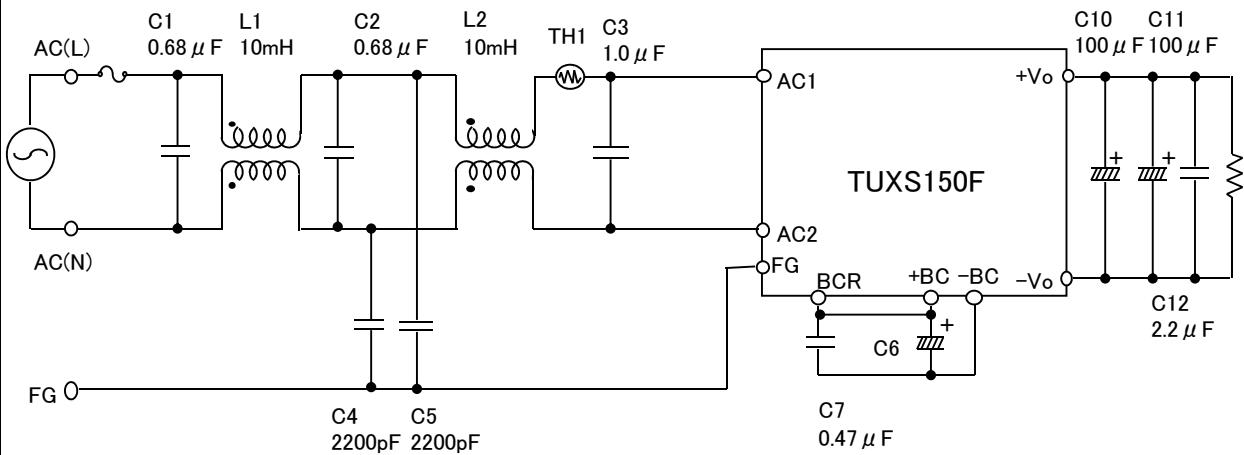 C1
0.68μF
L1
10mH
C2
0.68μF
L2
10mH
TH1
C3
1.0μF
C10
100μF
C11
100μF
AC(L)
AC1
+Vo
TUXS150F
AC(N)
AC2
FG
BCR
+BC
-BC
-Vo
C12
2.2μF
+
+
+
C6
FG
C4
2200pF
C5
2200pF
C7
0.47μF